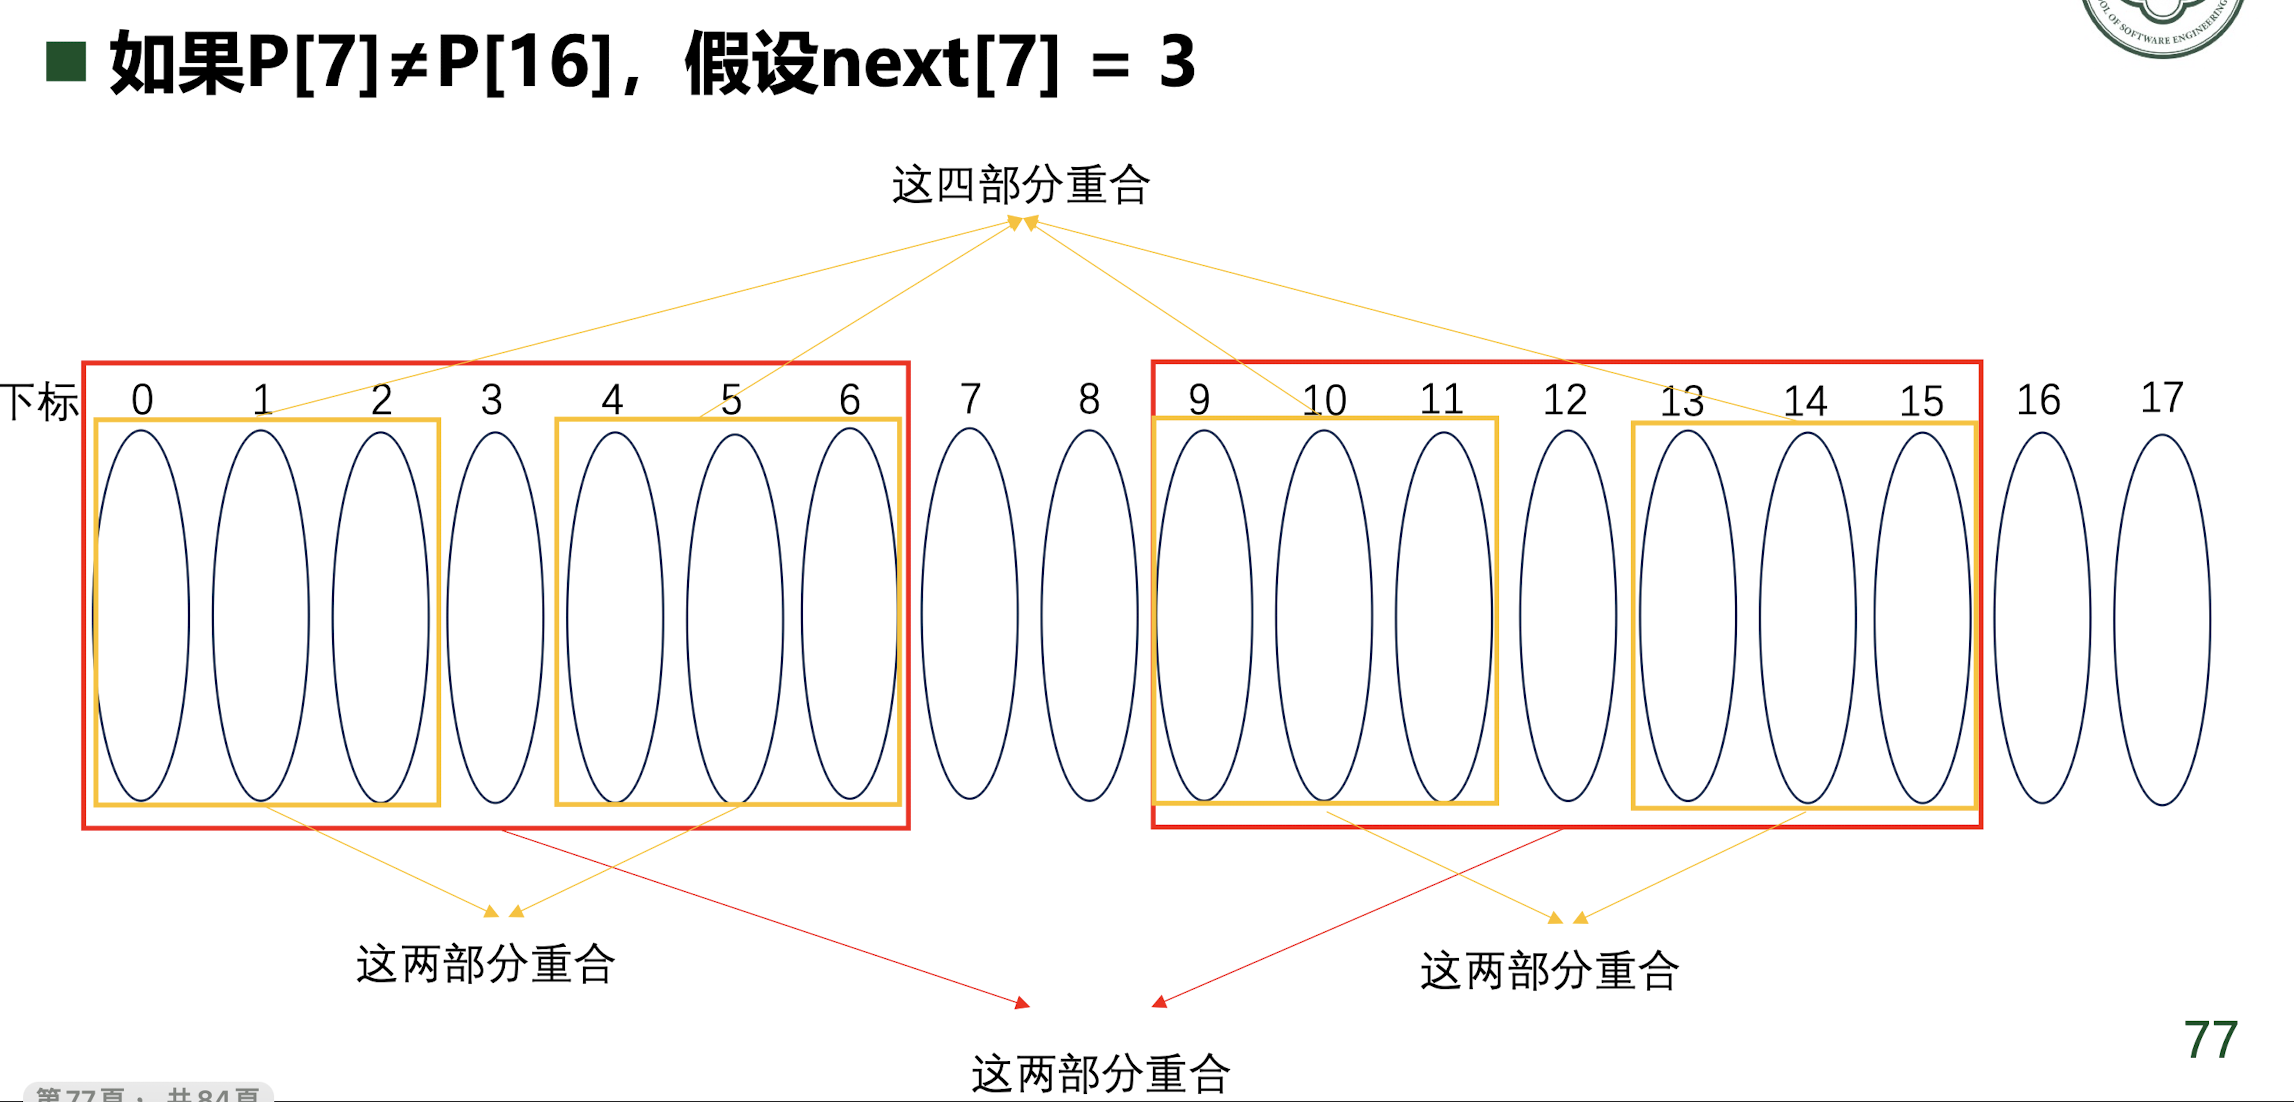 OL OF SOFTWARE ENGINEERING
如果P[7]≠P[16]，假设next[7] = 3
这四部分重合
下标 0 1 2 3 4 5 6 7 8 9 10 11 12 13 14 15 16 17
这两部分重合
这两部分重合
这两部分重合
77
第77頁， 共84頁